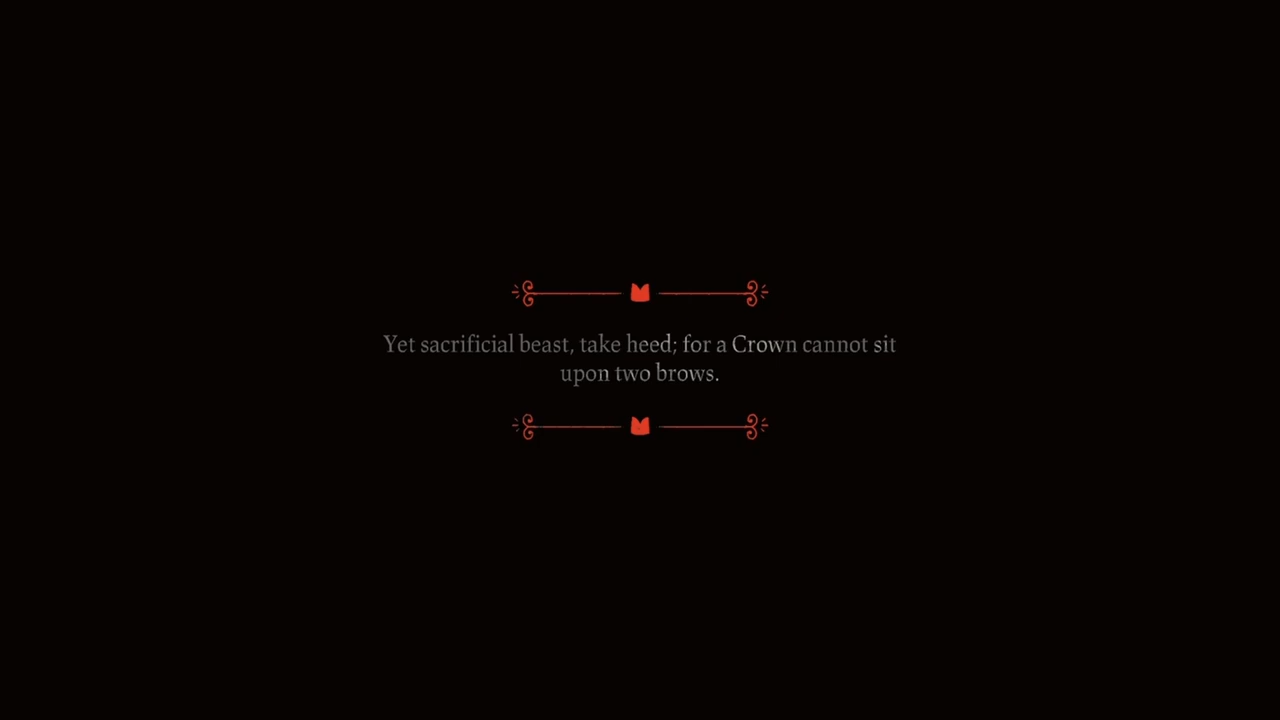 Yet sacrificial beast, take heed; for a Crown cannot sit
upon two brows.